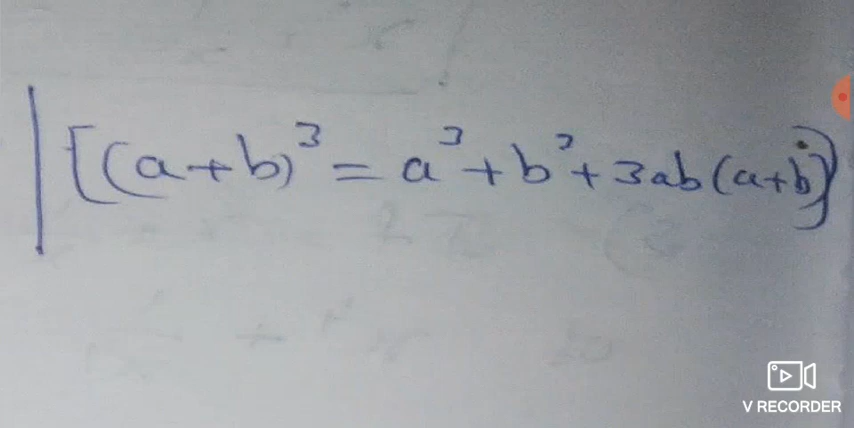 [(a+b)³ = a³ + b³ + 3ab(a+b)]
V RECORDER